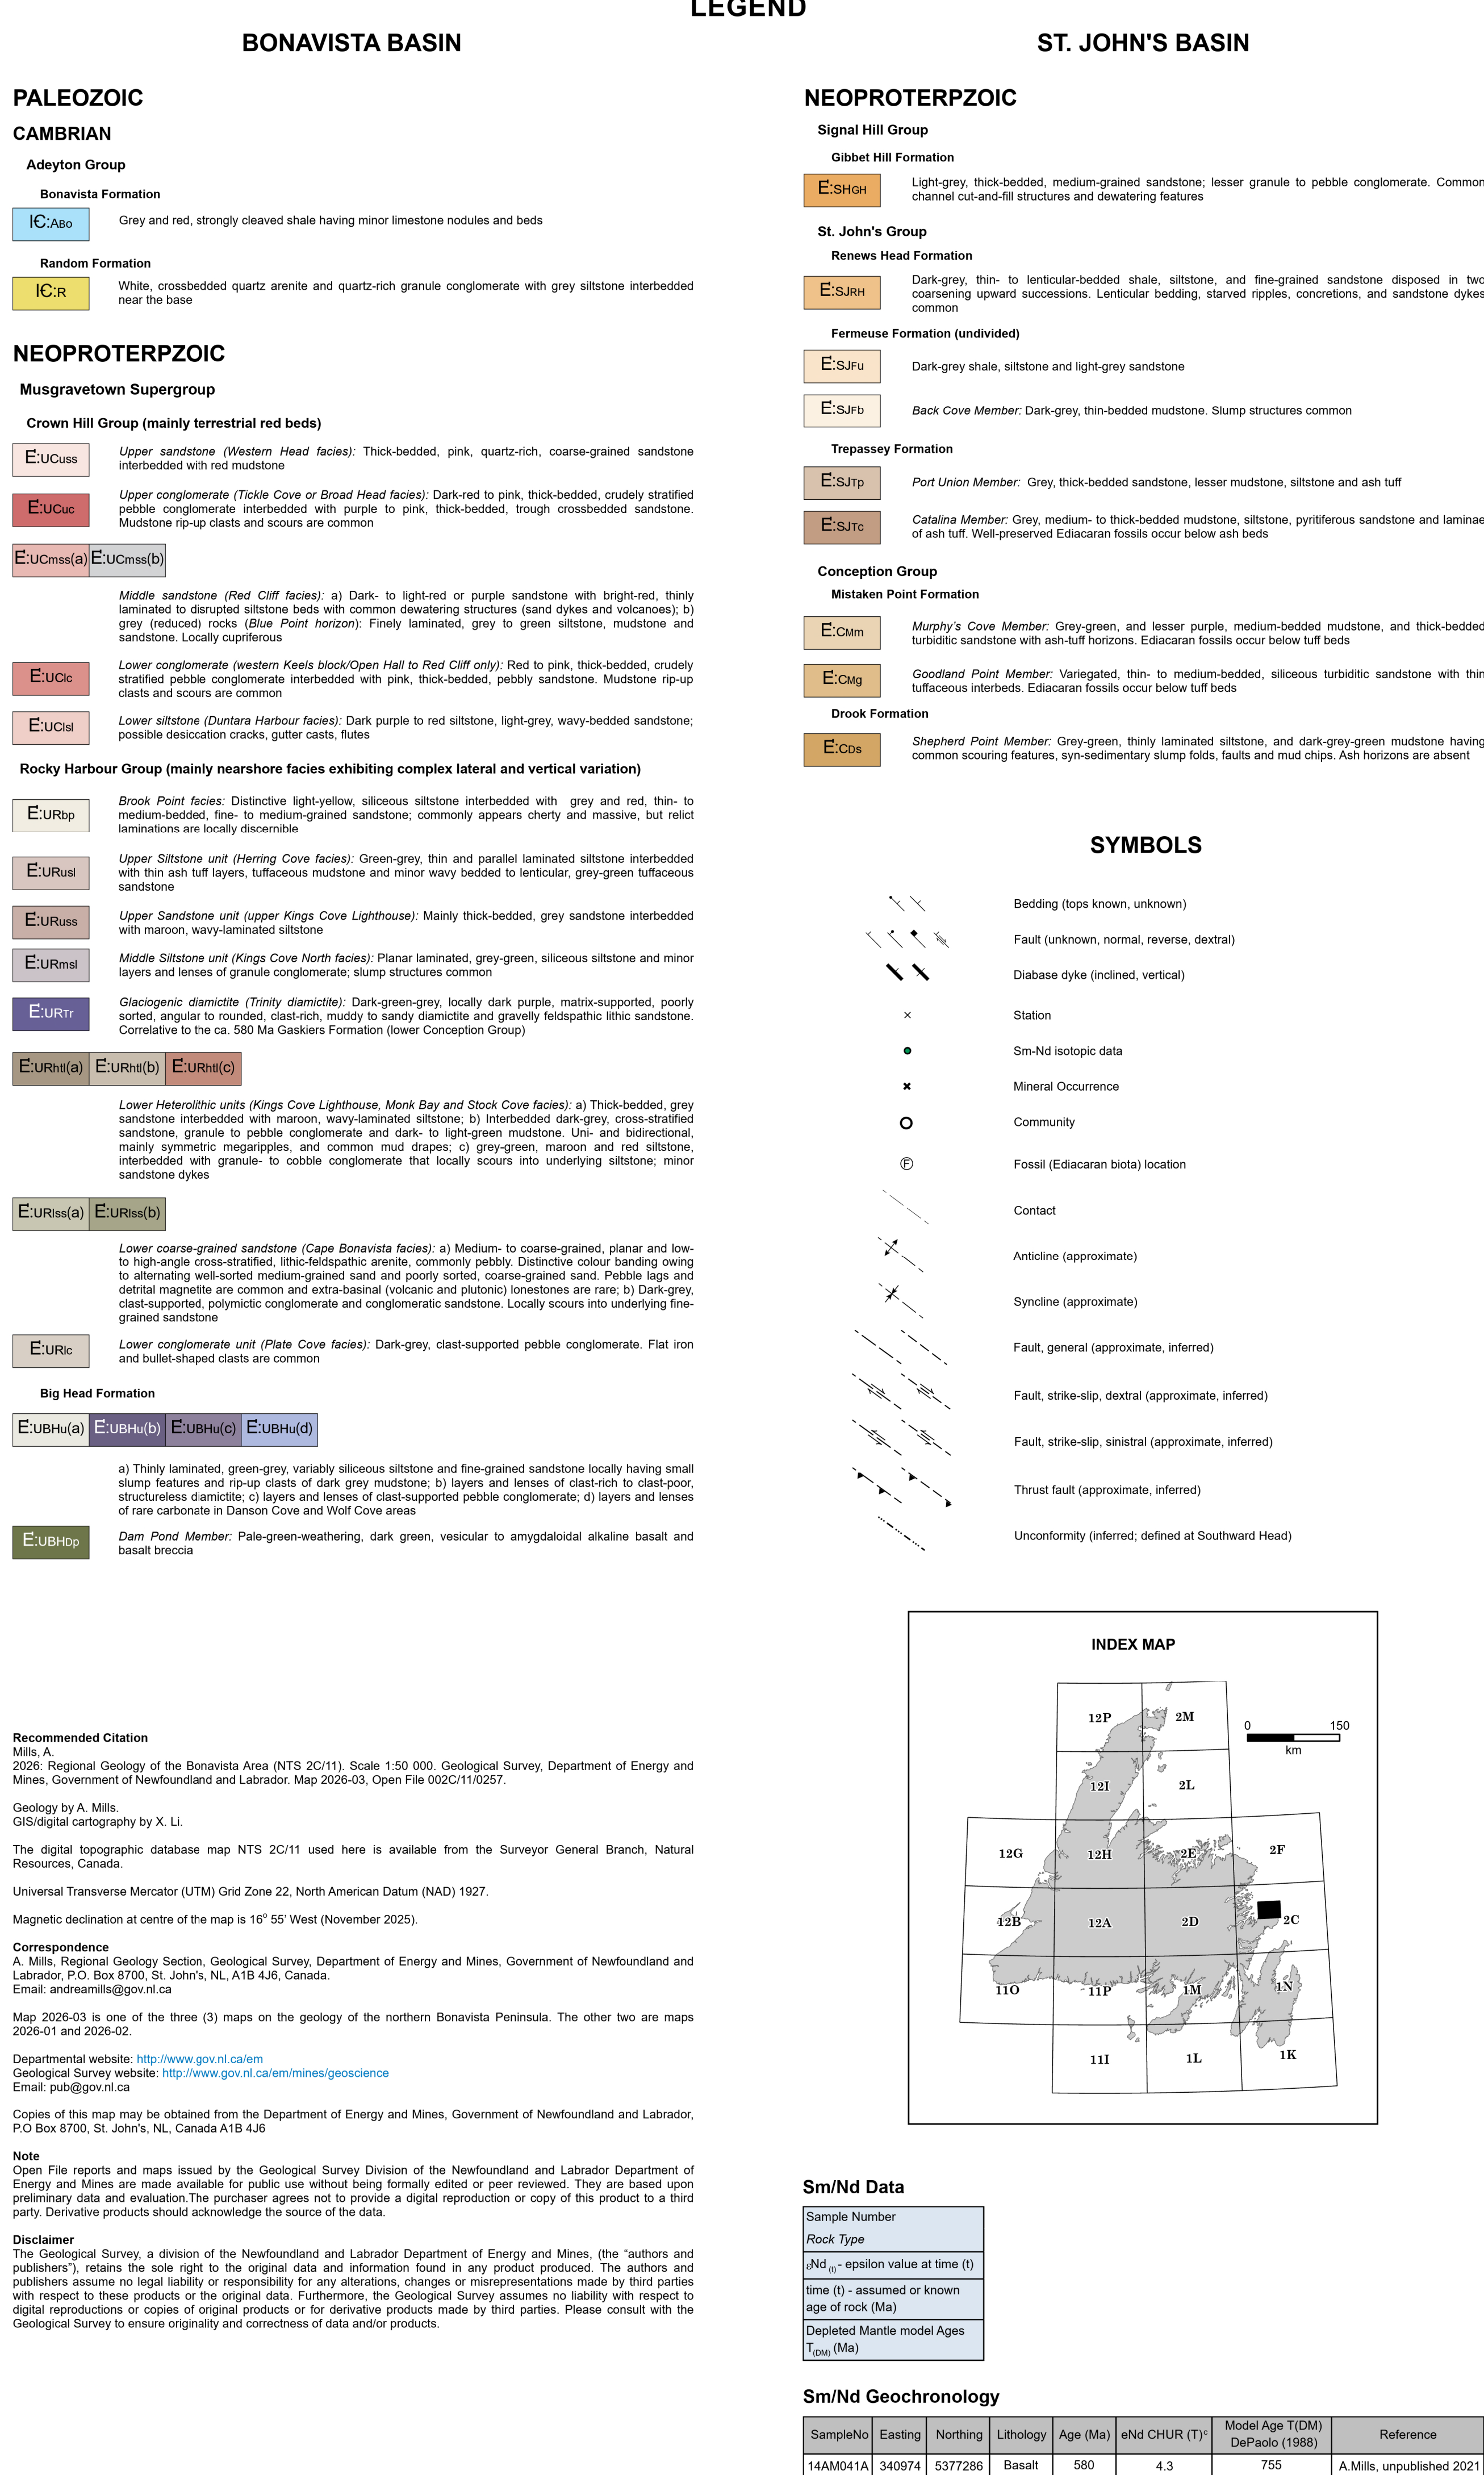 LEGEND
BONAVISTA BASIN
PALEOZOIC
CAMBRIAN
Adeyton Group
Bonavista Formation
lЄ:ABo
Grey and red, strongly cleaved shale having minor limestone nodules and beds
Random Formation
lЄ:R
White, crossbedded quartz arenite and quartz-rich granule conglomerate with grey siltstone interbedded
near the base
NEOPROTERPZOIC
Musgravetown Supergroup
Crown Hill Group (mainly terrestrial red beds)
E:UCuss
Upper sandstone (Western Head facies): Thick-bedded, pink, quartz-rich, coarse-grained sandstone
interbedded with red mudstone
E:UCuc
Upper conglomerate (Tickle Cove or Broad Head facies): Dark-red to pink, thick-bedded, crudely stratified
pebble conglomerate interbedded with purple to pink, thick-bedded, trough crossbedded sandstone.
Mudstone rip-up clasts and scours are common
E:UCmss(a) E:UCmss(b)
Middle sandstone (Red Cliff facies): a) Dark- to light-red or purple sandstone with bright-red, thinly
laminated to disrupted siltstone beds with common dewatering structures (sand dykes and volcanoes); b)
grey (reduced) rocks (Blue Point horizon): Finely laminated, grey to green siltstone, mudstone and
sandstone. Locally cupriferous
E:UClc
Lower conglomerate (western Keels block/Open Hall to Red Cliff only): Red to pink, thick-bedded, crudely
stratified pebble conglomerate interbedded with pink, thick-bedded, pebbly sandstone. Mudstone rip-up
clasts and scours are common
E:UClsl
Lower siltstone (Duntara Harbour facies): Dark purple to red siltstone, light-grey, wavy-bedded sandstone;
possible desiccation cracks, gutter casts, flutes
Rocky Harbour Group (mainly nearshore facies exhibiting complex lateral and vertical variation)
E:URbp
Brook Point facies: Distinctive light-yellow, siliceous siltstone interbedded with grey and red, thin- to
medium-bedded, fine- to medium-grained sandstone; commonly appears cherty and massive, but relict
laminations are locally discernible
E:URusl
Upper Siltstone unit (Herring Cove facies): Green-grey, thin and parallel laminated siltstone interbedded
with thin ash tuff layers, tuffaceous mudstone and minor wavy bedded to lenticular, grey-green tuffaceous
sandstone
E:URuss
Upper Sandstone unit (upper Kings Cove Lighthouse): Mainly thick-bedded, grey sandstone interbedded
with maroon, wavy-laminated siltstone
E:URmsl
Middle Siltstone unit (Kings Cove North facies): Planar laminated, grey-green, siliceous siltstone and minor
layers and lenses of granule conglomerate; slump structures common
E:URTr
Glaciogenic diamictite (Trinity diamictite): Dark-green-grey, locally dark purple, matrix-supported, poorly
sorted, angular to rounded, clast-rich, muddy to sandy diamictite and gravelly feldspathic lithic sandstone.
Correlative to the ca. 580 Ma Gaskiers Formation (lower Conception Group)
E:URhtl(a) E:URhtl(b) E:URhtl(c)
Lower Heterolithic units (Kings Cove Lighthouse, Monk Bay and Stock Cove facies): a) Thick-bedded, grey
sandstone interbedded with maroon, wavy-laminated siltstone; b) Interbedded dark-grey, cross-stratified
sandstone, granule to pebble conglomerate and dark- to light-green mudstone. Uni- and bidirectional,
mainly symmetric megaripples, and common mud drapes; c) grey-green, maroon and red siltstone,
interbedded with granule- to cobble conglomerate that locally scours into underlying siltstone; minor
sandstone dykes
E:URlss(a) E:URlss(b)
Lower coarse-grained sandstone (Cape Bonavista facies): a) Medium- to coarse-grained, planar and low-
to high-angle cross-stratified, lithic-feldspathic arenite, commonly pebbly. Distinctive colour banding owing
to alternating well-sorted medium-grained sand and poorly sorted, coarse-grained sand. Pebble lags and
detrital magnetite are common and extra-basinal (volcanic and plutonic) lonestones are rare; b) Dark-grey,
clast-supported, polymictic conglomerate and conglomeratic sandstone. Locally scours into underlying fine-
grained sandstone
E:URlc
Lower conglomerate unit (Plate Cove facies): Dark-grey, clast-supported pebble conglomerate. Flat iron
and bullet-shaped clasts are common
Big Head Formation
E:UBHu(a) E:UBHu(b) E:UBHu(c) E:UBHu(d)
a) Thinly laminated, green-grey, variably siliceous siltstone and fine-grained sandstone locally having small
slump features and rip-up clasts of dark grey mudstone; b) layers and lenses of clast-rich to clast-poor,
structureless diamictite; c) layers and lenses of clast-supported pebble conglomerate; d) layers and lenses
of rare carbonate in Danson Cove and Wolf Cove areas
E:UBHDp
Dam Pond Member: Pale-green-weathering, dark green, vesicular to amygdaloidal alkaline basalt and
basalt breccia
Recommended Citation
Mills, A.
2026: Regional Geology of the Bonavista Area (NTS 2C/11). Scale 1:50 000. Geological Survey, Department of Energy and
Mines, Government of Newfoundland and Labrador. Map 2026-03, Open File 002C/11/0257.
Geology by A. Mills.
GIS/digital cartography by X. Li.
The digital topographic database map NTS 2C/11 used here is available from the Surveyor General Branch, Natural
Resources, Canada.
Universal Transverse Mercator (UTM) Grid Zone 22, North American Datum (NAD) 1927.
Magnetic declination at centre of the map is 16° 55' West (November 2025).
Correspondence
A. Mills, Regional Geology Section, Geological Survey, Department of Energy and Mines, Government of Newfoundland and
Labrador, P.O. Box 8700, St. John's, NL, A1B 4J6, Canada.
Email: andreamills@gov.nl.ca
Map 2026-03 is one of the three (3) maps on the geology of the northern Bonavista Peninsula. The other two are maps
2026-01 and 2026-02.
Departmental website: http://www.gov.nl.ca/em
Geological Survey website: http://www.gov.nl.ca/em/mines/geoscience
Email: pub@gov.nl.ca
Copies of this map may be obtained from the Department of Energy and Mines, Government of Newfoundland and Labrador,
P.O Box 8700, St. John's, NL, Canada A1B 4J6
Note
Open File reports and maps issued by the Geological Survey Division of the Newfoundland and Labrador Department of
Energy and Mines are made available for public use without being formally edited or peer reviewed. They are based upon
preliminary data and evaluation.The purchaser agrees not to provide a digital reproduction or copy of this product to a third
party. Derivative products should acknowledge the source of the data.
Disclaimer
The Geological Survey, a division of the Newfoundland and Labrador Department of Energy and Mines, (the “authors and
publishers”), retains the sole right to the original data and information found in any product produced. The authors and
publishers assume no legal liability or responsibility for any alterations, changes or misrepresentations made by third parties
with respect to these products or the original data. Furthermore, the Geological Survey assumes no liability with respect to
digital reproductions or copies of original products or for derivative products made by third parties. Please consult with the
Geological Survey to ensure originality and correctness of data and/or products.
ST. JOHN'S BASIN
NEOPROTERPZOIC
Signal Hill Group
Gibbet Hill Formation
E:SHGH
Light-grey, thick-bedded, medium-grained sandstone; lesser granule to pebble conglomerate. Common
channel cut-and-fill structures and dewatering features
St. John's Group
Renews Head Formation
E:SJRH
Dark-grey, thin- to lenticular-bedded shale, siltstone, and fine-grained sandstone disposed in two
coarsening upward successions. Lenticular bedding, starved ripples, concretions, and sandstone dykes
common
Fermeuse Formation (undivided)
E:SJFu
Dark-grey shale, siltstone and light-grey sandstone
E:SJFb
Back Cove Member: Dark-grey, thin-bedded mudstone. Slump structures common
Trepassey Formation
E:SJTp
Port Union Member: Grey, thick-bedded sandstone, lesser mudstone, siltstone and ash tuff
E:SJTc
Catalina Member: Grey, medium- to thick-bedded mudstone, siltstone, pyritiferous sandstone and laminae
of ash tuff. Well-preserved Ediacaran fossils occur below ash beds
Conception Group
Mistaken Point Formation
E:CMm
Murphy's Cove Member: Grey-green, and lesser purple, medium-bedded mudstone, and thick-bedded
turbiditic sandstone with ash-tuff horizons. Ediacaran fossils occur below tuff beds
E:CMg
Goodland Point Member: Variegated, thin- to medium-bedded, siliceous turbiditic sandstone with thin
tuffaceous interbeds. Ediacaran fossils occur below tuff beds
Drook Formation
E:CDs
Shepherd Point Member: Grey-green, thinly laminated siltstone, and dark-grey-green mudstone having
common scouring features, syn-sedimentary slump folds, faults and mud chips. Ash horizons are absent
SYMBOLS
Bedding (tops known, unknown)
Fault (unknown, normal, reverse, dextral)
Diabase dyke (inclined, vertical)
Station
Sm-Nd isotopic data
Mineral Occurrence
Community
F
Fossil (Ediacaran biota) location
Contact
Anticline (approximate)
Syncline (approximate)
Fault, general (approximate, inferred)
Fault, strike-slip, dextral (approximate, inferred)
Fault, strike-slip, sinistral (approximate, inferred)
Thrust fault (approximate, inferred)
Unconformity (inferred; defined at Southward Head)
INDEX MAP
12P 2M
0 150
km
12I 2L
12G 12H 2E 2F
12B 12A 2D 2C
11O 11P 1M 1N
11I 1L 1K
Sm/Nd Data
Sample Number
Rock Type
εNd (t) - epsilon value at time (t)
time (t) - assumed or known
age of rock (Ma)
Depleted Mantle model Ages
T(DM) (Ma)
Sm/Nd Geochronology
SampleNo Easting Northing Lithology Age (Ma) eNd CHUR (T)c Model Age T(DM) DePaolo (1988) Reference
14AM041A 340974 5377286 Basalt 580 4.3 755 A.Mills, unpublished 2021